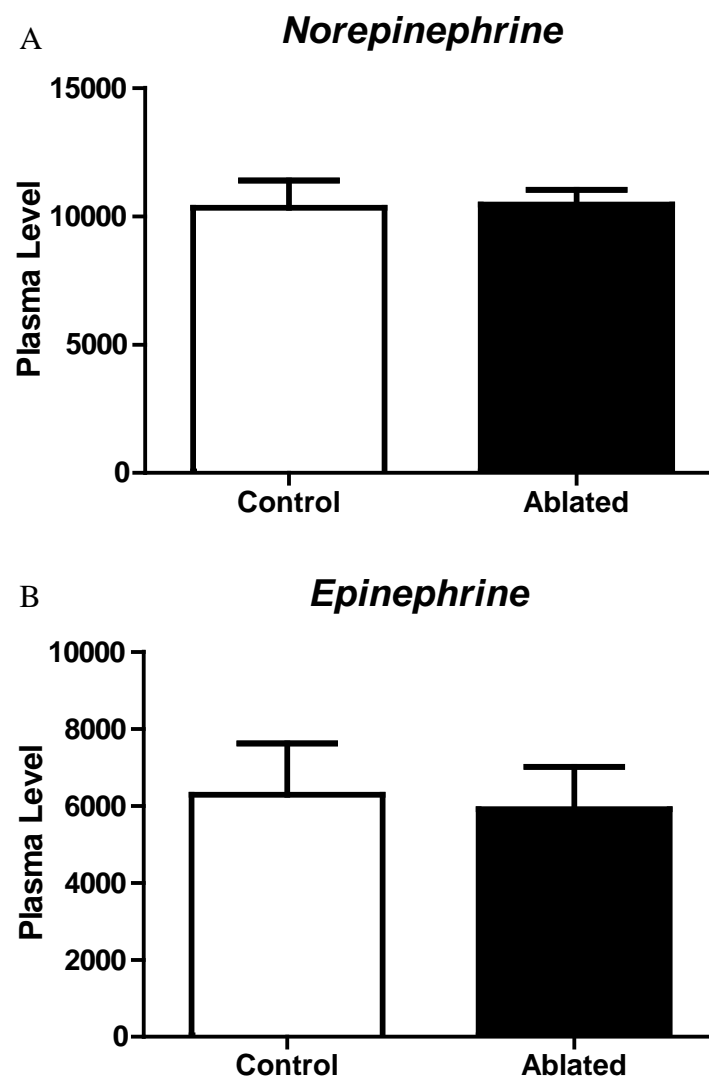 A
Norepinephrine
15000
10000
5000
0
Plasma Level
Control Ablated
B
Epinephrine
10000
8000
6000
4000
2000
0
Plasma Level
Control Ablated